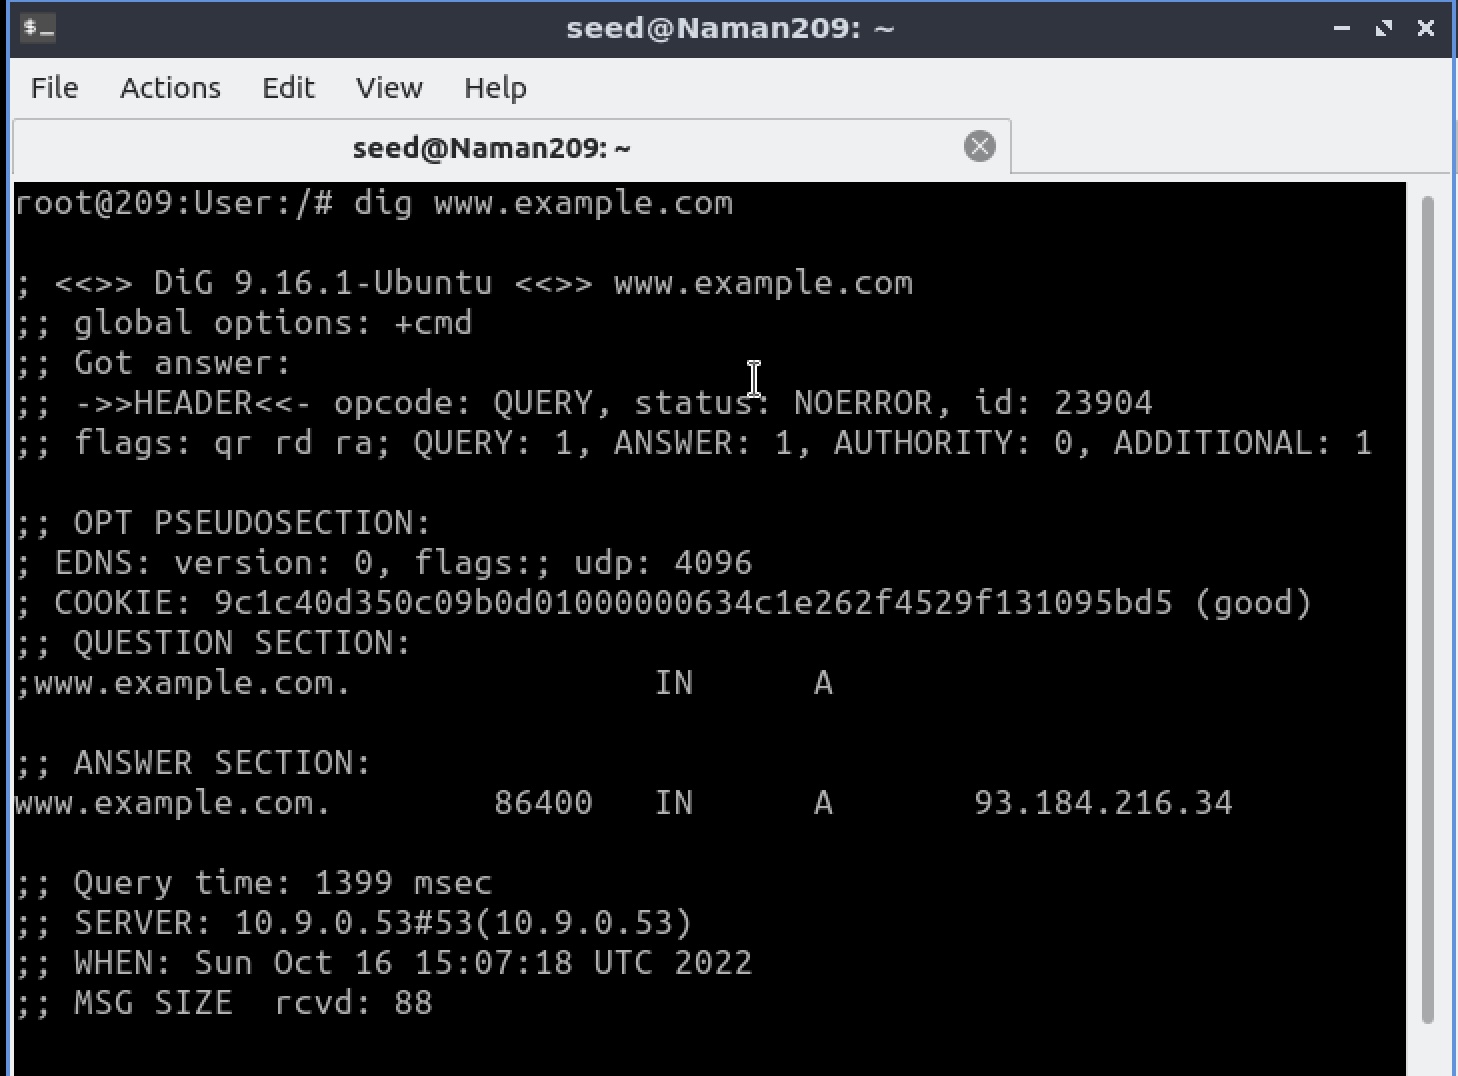 seed@Naman209: ~
File Actions Edit View Help
seed@Naman209: ~
root@209:User:/# dig www.example.com
; <<>> DiG 9.16.1-Ubuntu <<>> www.example.com
;; global options: +cmd
;; Got answer:
;; ->>HEADER<<- opcode: QUERY, status: NOERROR, id: 23904
;; flags: qr rd ra; QUERY: 1, ANSWER: 1, AUTHORITY: 0, ADDITIONAL: 1
;; OPT PSEUDOSECTION:
; EDNS: version: 0, flags:; udp: 4096
; COOKIE: 9c1c40d350c09b0d01000000634c1e262f4529f131095bd5 (good)
;; QUESTION SECTION:
;www.example.com. IN A
;; ANSWER SECTION:
www.example.com. 86400 IN A 93.184.216.34
;; Query time: 1399 msec
;; SERVER: 10.9.0.53#53(10.9.0.53)
;; WHEN: Sun Oct 16 15:07:18 UTC 2022
;; MSG SIZE  rcvd: 88